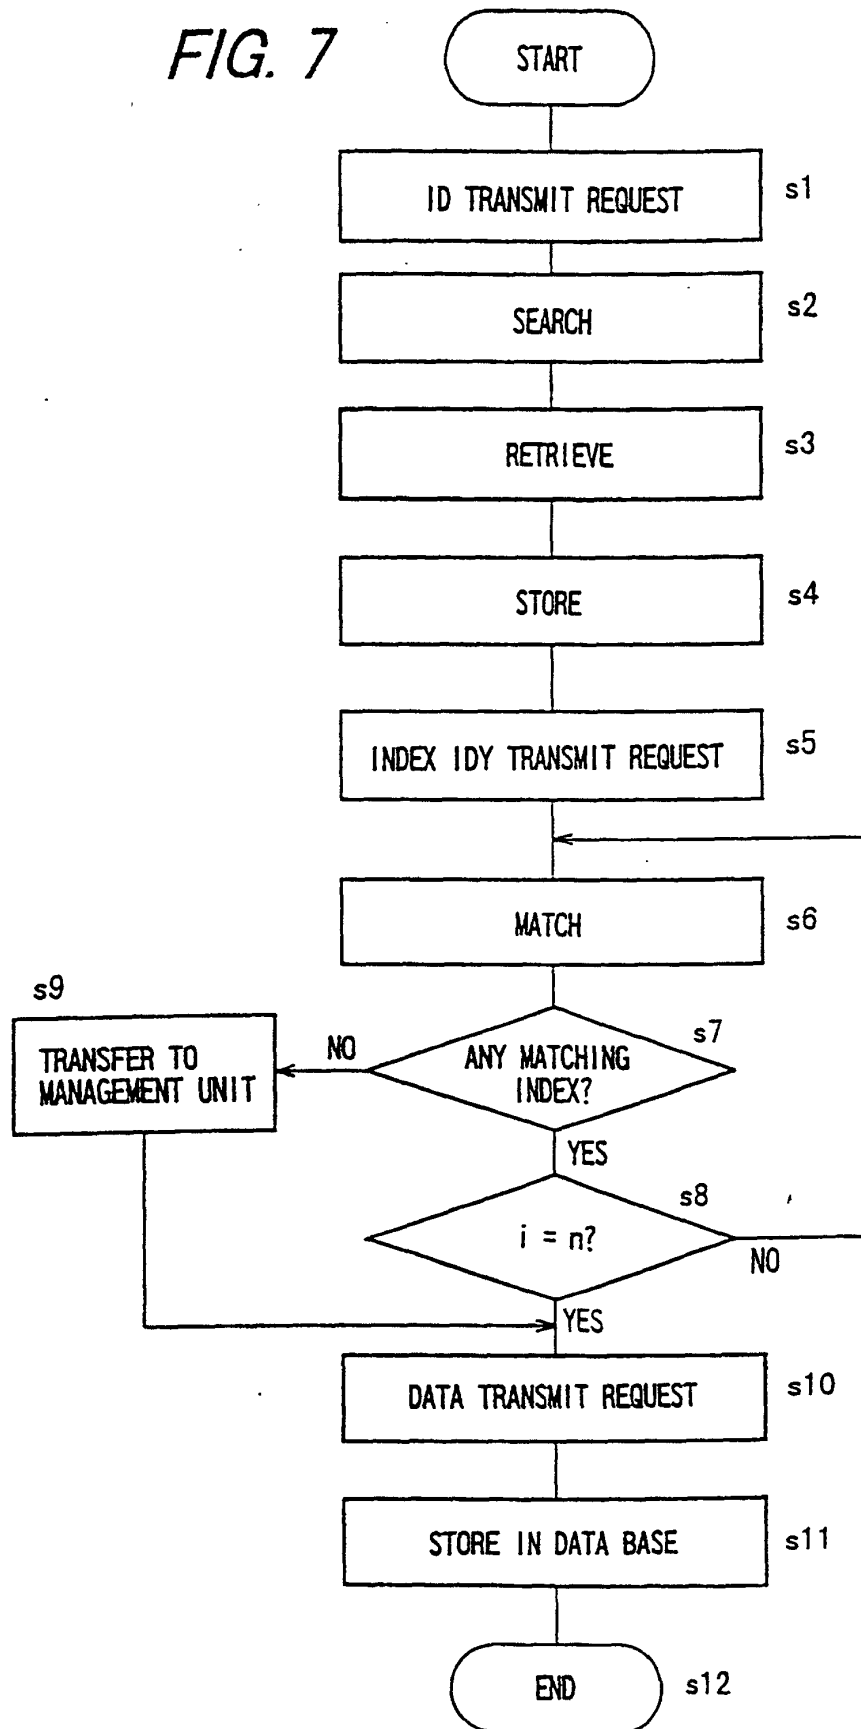 FIG. 7
START
ID TRANSMIT REQUEST
s1
SEARCH
s2
RETRIEVE
s3
STORE
s4
INDEX IDY TRANSMIT REQUEST
s5
MATCH
s6
s9
TRANSFER TO
MANAGEMENT UNIT
NO
ANY MATCHING
INDEX?
s7
YES
i = n?
s8
NO
YES
DATA TRANSMIT REQUEST
s10
STORE IN DATA BASE
s11
END
s12